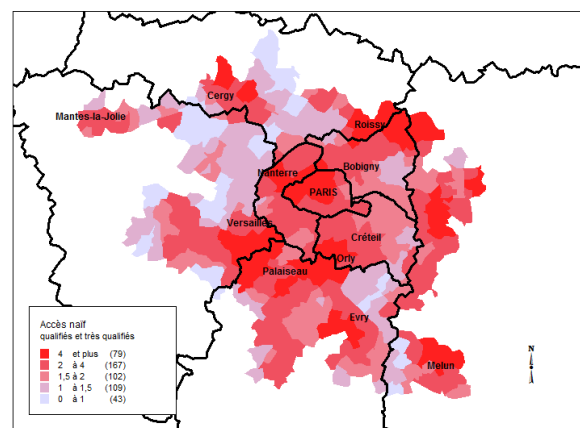 Cergy
Mantes-la-Jolie
Roissy
Bobigny
Nanterre
PARIS
Versailles
Créteil
Orly
Palaiseau
Evry
Melun
N
Accès naïf
qualifiés et très qualifiés
4 et plus (79)
2 à 4 (167)
1,5 à 2 (102)
1 à 1,5 (109)
0 à 1 (43)